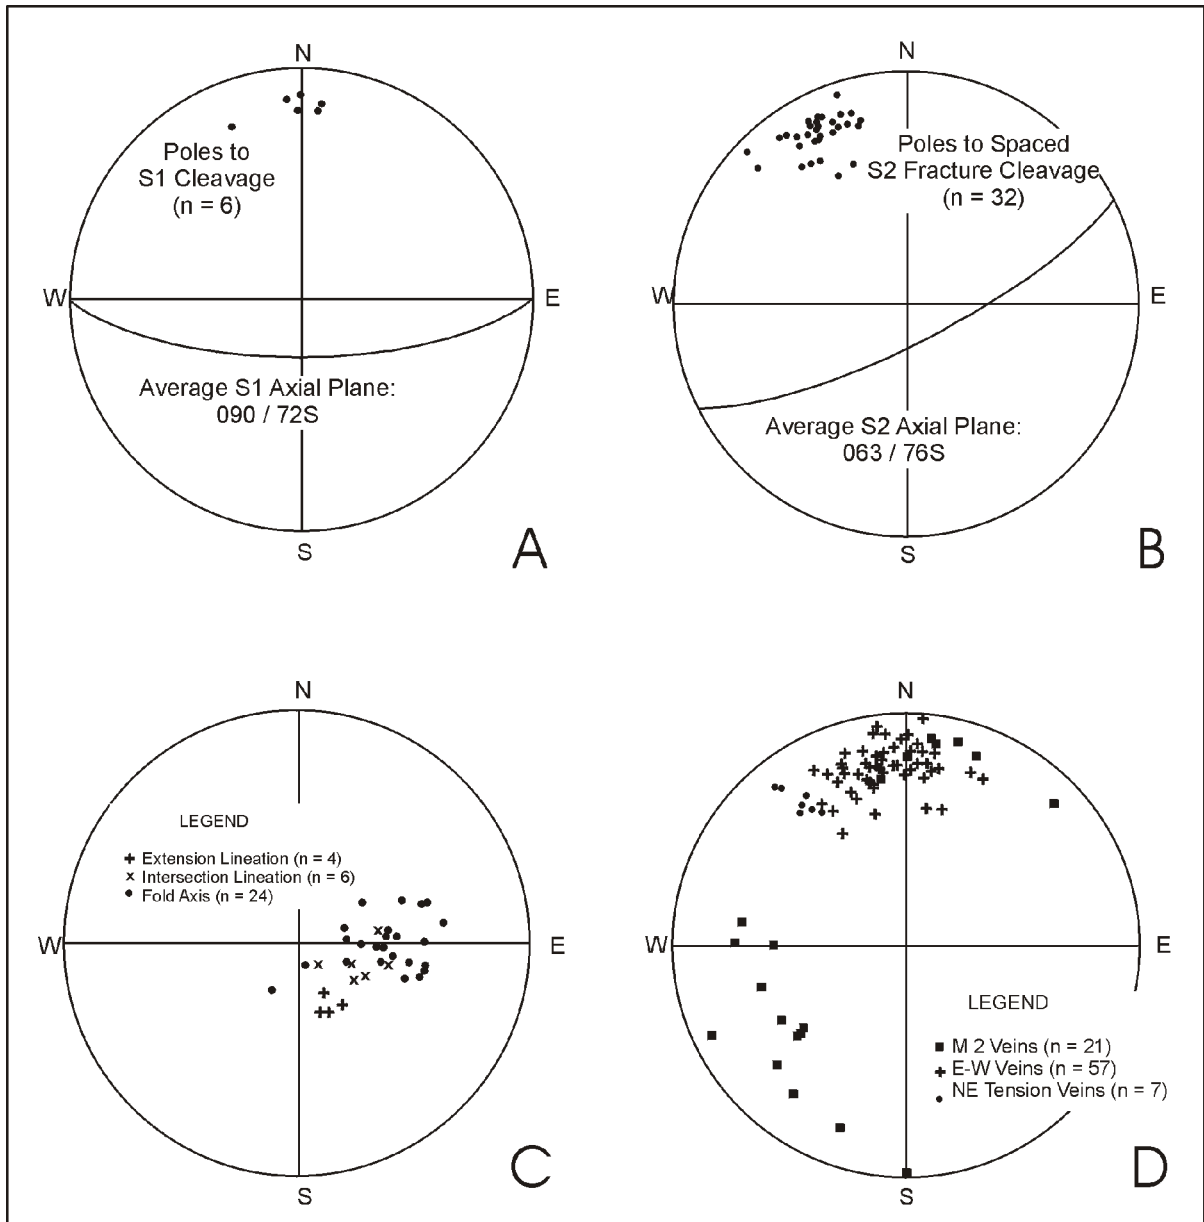 N
Poles to
S1 Cleavage
(n = 6)
W
E
Average S1 Axial Plane:
090 / 72S
S
A
N
Poles to Spaced
S2 Fracture Cleavage
(n = 32)
W
E
Average S2 Axial Plane:
063 / 76S
S
B
N
LEGEND
Extension Lineation (n = 4)
Intersection Lineation (n = 6)
Fold Axis (n = 24)
W
E
S
C
N
W
E
LEGEND
M 2 Veins (n = 21)
E-W Veins (n = 57)
NE Tension Veins (n = 7)
S
D